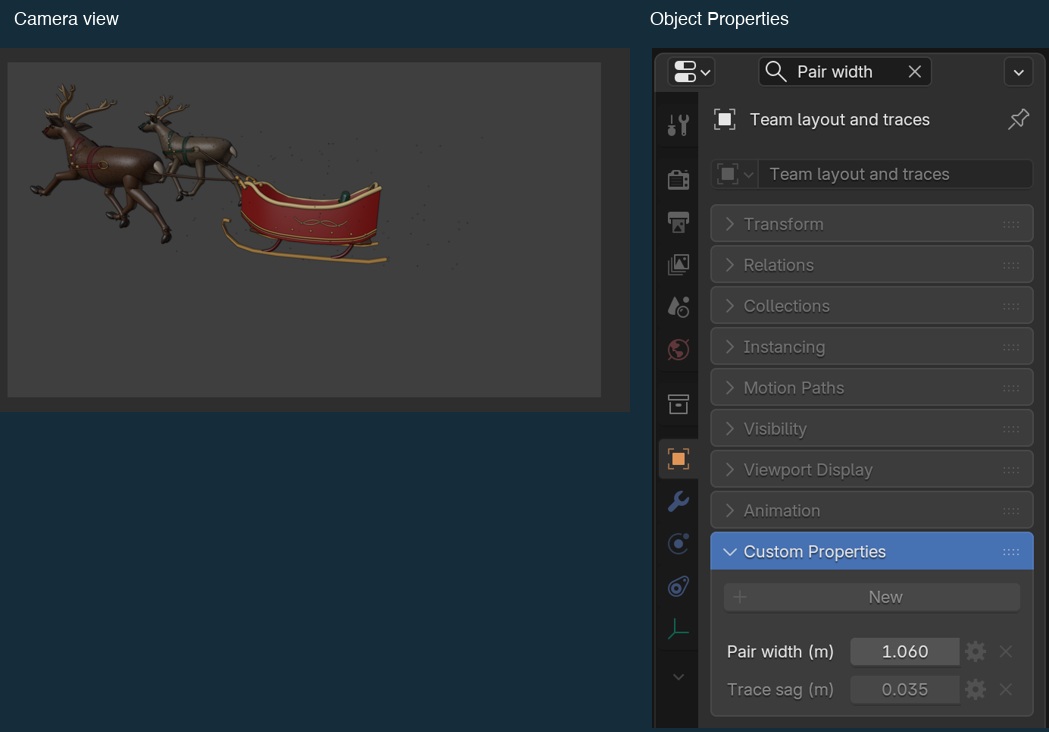 Camera view
Object Properties
Pair width
Team layout and traces
Team layout and traces
Transform
Relations
Collections
Instancing
Motion Paths
Visibility
Viewport Display
Animation
Custom Properties
New
Pair width (m) 1.060
Trace sag (m) 0.035